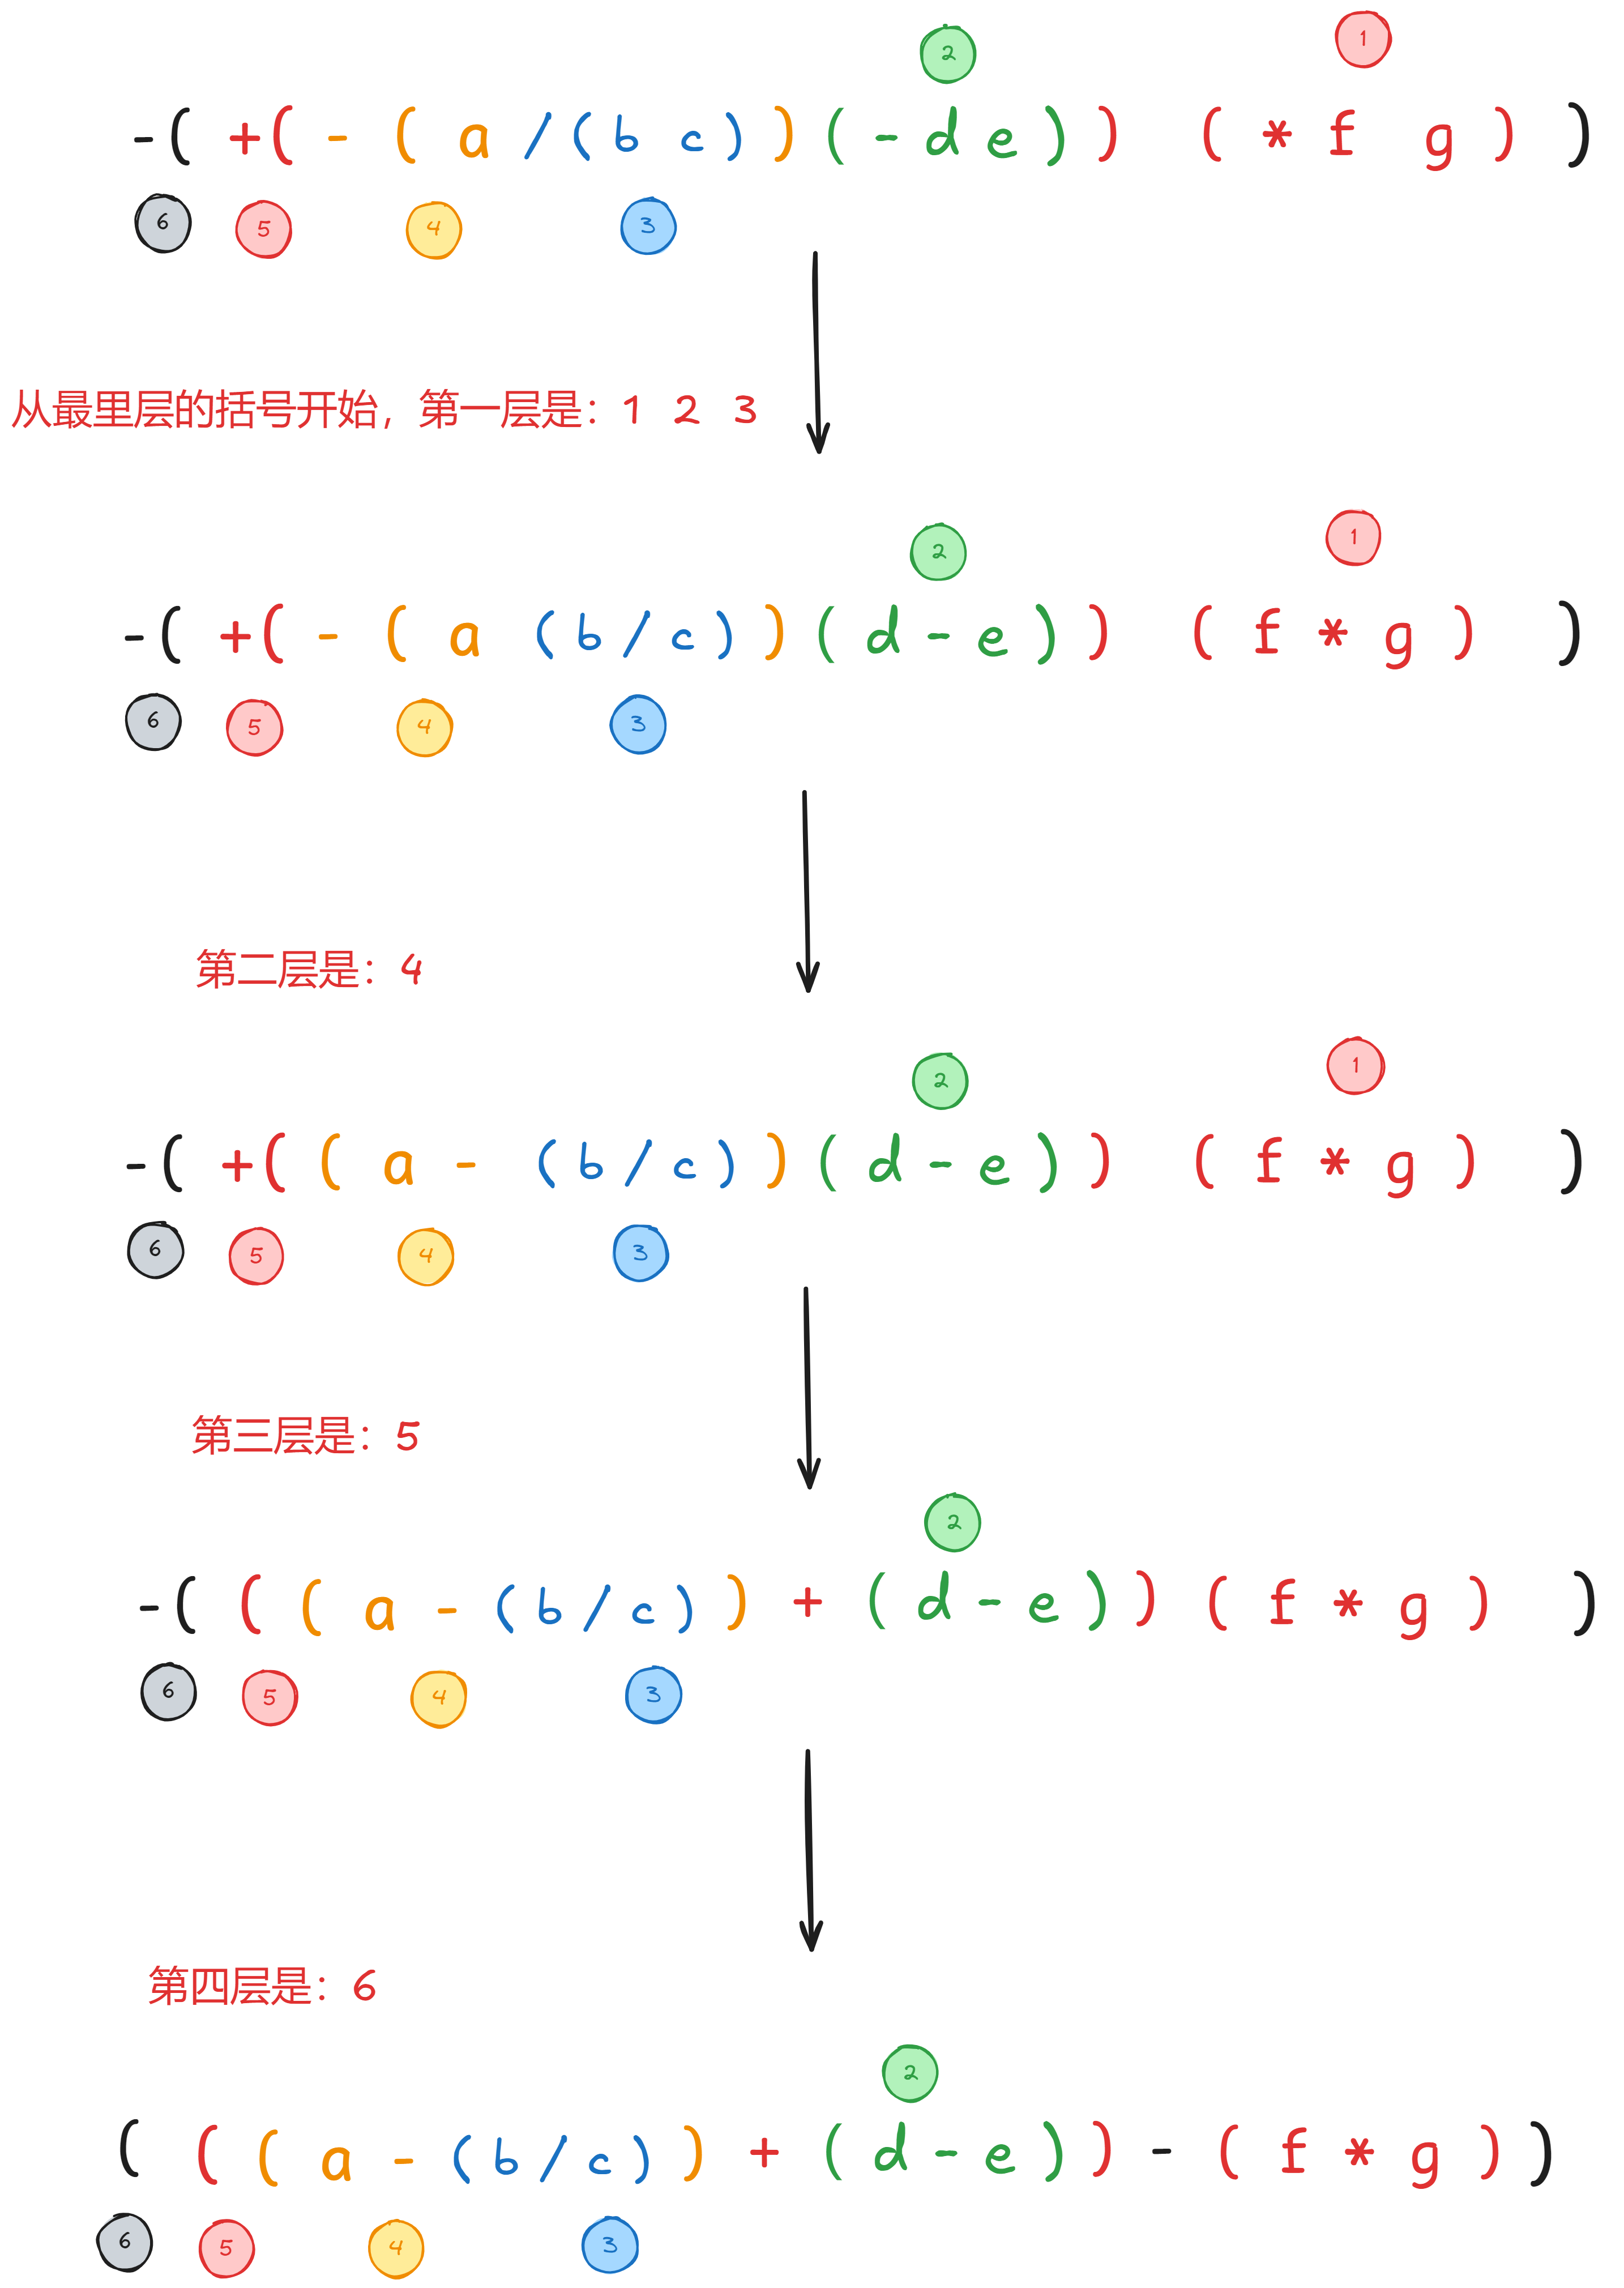 2 1
-( +( - ( a /( b c ) ) ( - d e ) ) ( * f g ) )
6 5 4 3
从最里层的括号开始，第一层是：1 2 3
2 1
-( +( - ( a ( b / c ) ) ( d - e ) ) ( f * g ) )
6 5 4 3
第二层是：4
2 1
-( +( ( a - ( b / c ) ) ( d - e ) ) ( f * g ) )
6 5 4 3
第三层是：5
2
-( ( ( a - ( b / c ) ) + ( d - e ) ) ( f * g ) )
6 5 4 3
第四层是：6
2
( ( ( a - ( b / c ) ) + ( d - e ) ) - ( f * g ) )
6 5 4 3